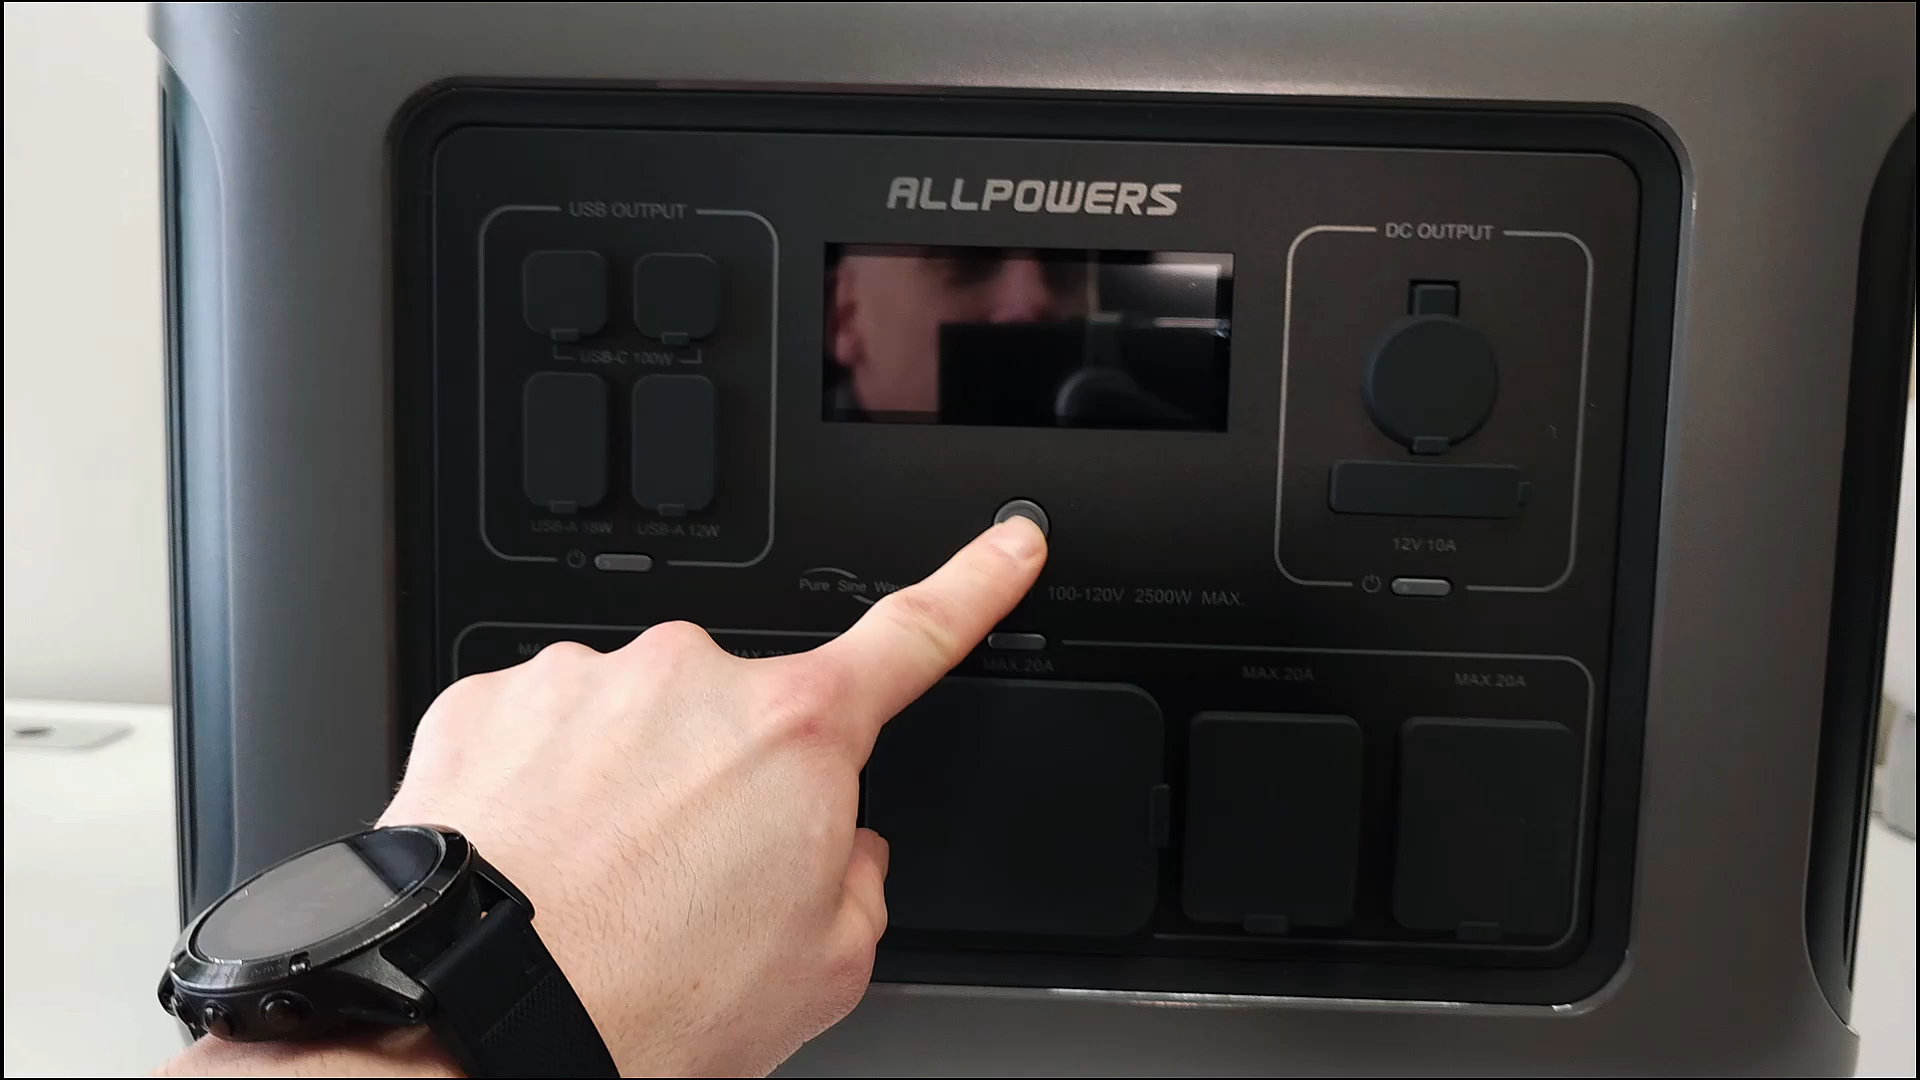 ALLPOWERS
USB OUTPUT
DC OUTPUT
USB-C 100W
USB-A 18W
USB-A 12W
12V/10A
Pure Sine
100-120V 2500W MAX.
MAX.20A
MAX.20A
MAX.20A